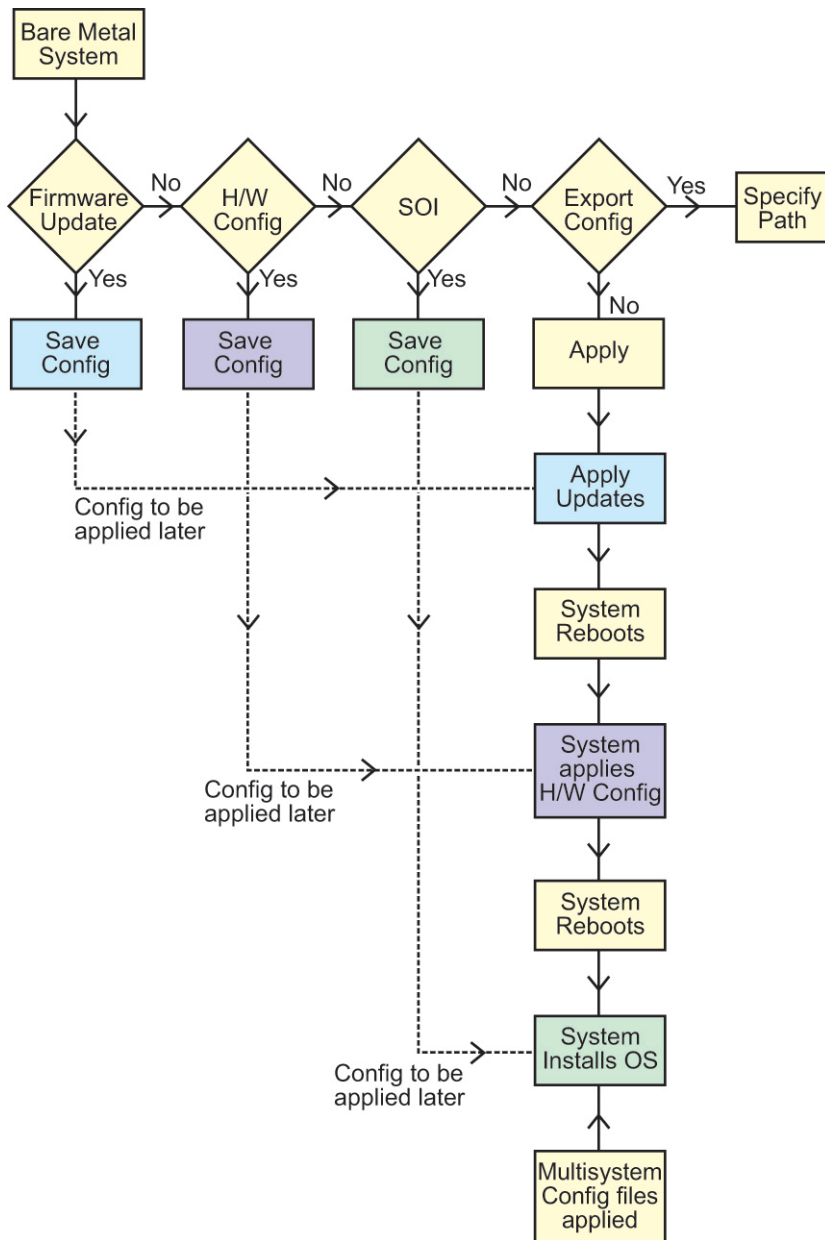 Bare Metal
System
Firmware
Update
No
H/W
Config
No
SOI
No
Export
Config
Yes
Specify
Path
Yes
Yes
Yes
No
Save
Config
Save
Config
Save
Config
Apply
Apply
Updates
Config to be
applied later
System
Reboots
System
applies
H/W Config
Config to be
applied later
System
Reboots
System
Installs OS
Config to be
applied later
Multisystem
Config files
applied